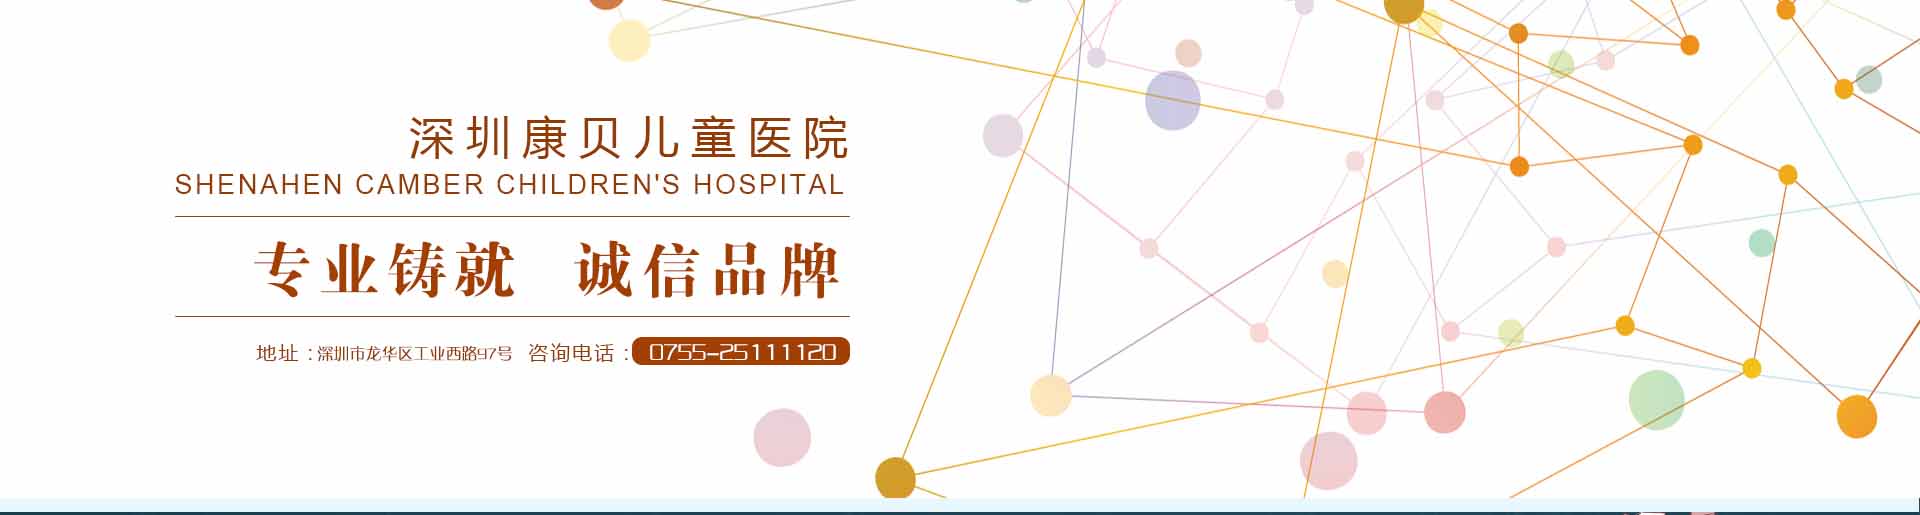 深圳康贝儿童医院
SHENAHEN CAMBER CHILDREN'S HOSPITAL
专业铸就 诚信品牌
地址：深圳市龙华区工业西路97号 咨询电话：0755-25111120